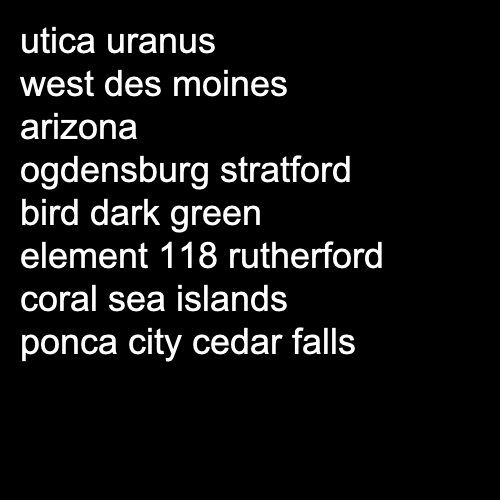 utica uranus
west des moines
arizona
ogdensburg stratford
bird dark green
element 118 rutherford
coral sea islands
ponca city cedar falls